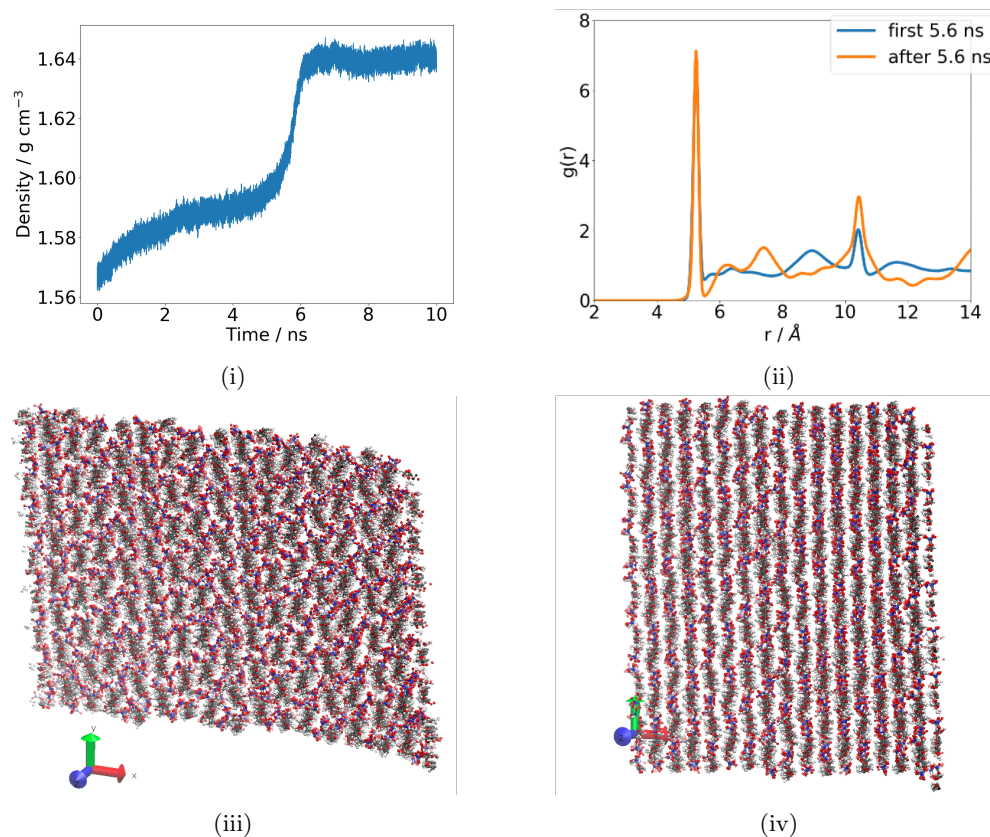 1.64
1.62
1.60
1.58
1.56
Density / g cm⁻³
0 2 4 6 8 10
Time / ns
(i)
8
6
4
2
0
g(r)
first 5.6 ns
after 5.6 ns
2 4 6 8 10 12 14
r / Å
(ii)
y
x
(iii)
(iv)